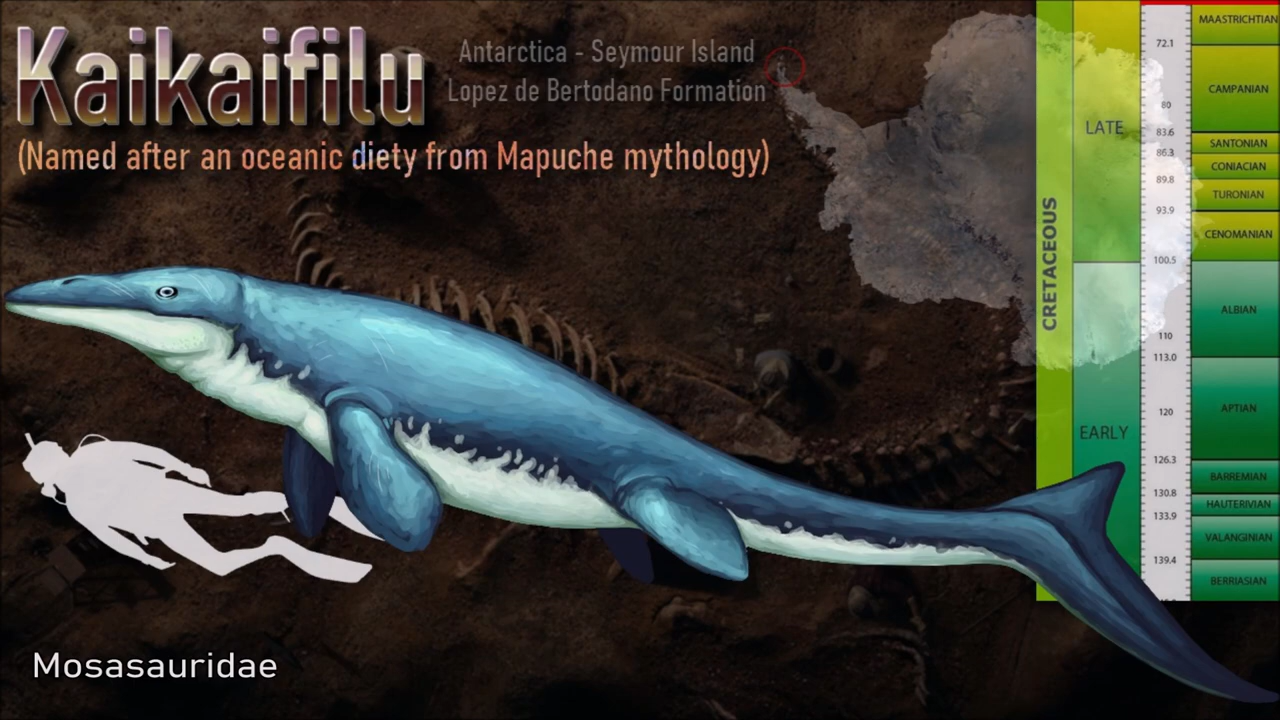 Kaikaifilu
Antarctica - Seymour Island
Lopez de Bertodano Formation
(Named after an oceanic diety from Mapuche mythology)
CRETACEOUS
LATE
EARLY
72.1
80
83.6
86.3
89.8
93.9
100.5
110
113.0
120
126.3
130.8
133.9
139.4
MAASTRICHTIAN
CAMPANIAN
SANTONIAN
CONIACIAN
TURONIAN
CENOMANIAN
ALBIAN
APTIAN
BARREMIAN
HAUTERIVIAN
VALANGINIAN
BERRIASIAN
Mosasauridae